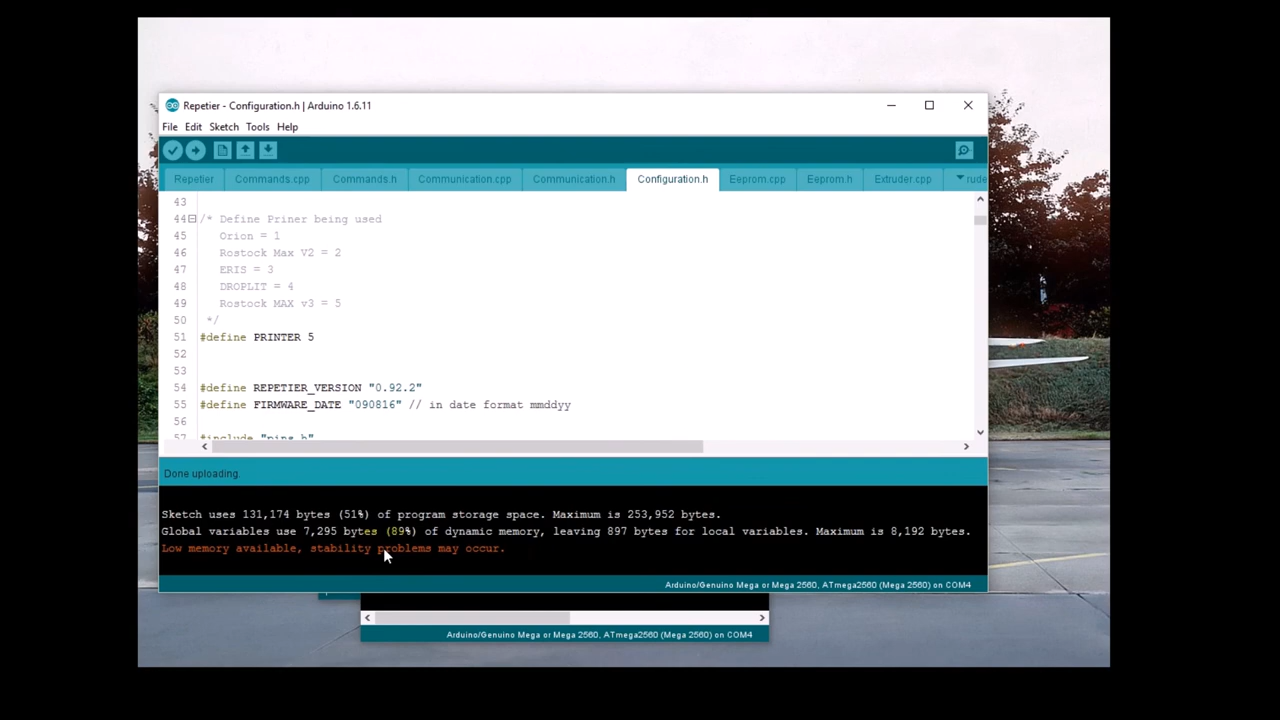 Repetier - Configuration.h | Arduino 1.6.11
File Edit Sketch Tools Help
Repetier Commands.cpp Commands.h Communication.cpp Communication.h Configuration.h Eeprom.cpp Eeprom.h Extruder.cpp rude
43
44 /* Define Priner being used
45 Orion = 1
46 Rostock Max V2 = 2
47 ERIS = 3
48 DROPLIT = 4
49 Rostock MAX v3 = 5
50 */
51 #define PRINTER 5
52
53
54 #define REPETIER_VERSION "0.92.2"
55 #define FIRMWARE_DATE "090816" // in date format mmddyy
56
57 #include "pins.h"
Done uploading.
Sketch uses 131,174 bytes (51%) of program storage space. Maximum is 253,952 bytes.
Global variables use 7,295 bytes (89%) of dynamic memory, leaving 897 bytes for local variables. Maximum is 8,192 bytes.
Low memory available, stability problems may occur.
Arduino/Genuino Mega or Mega 2560, ATmega2560 (Mega 2560) on COM4
Arduino/Genuino Mega or Mega 2560, ATmega2560 (Mega 2560) on COM4